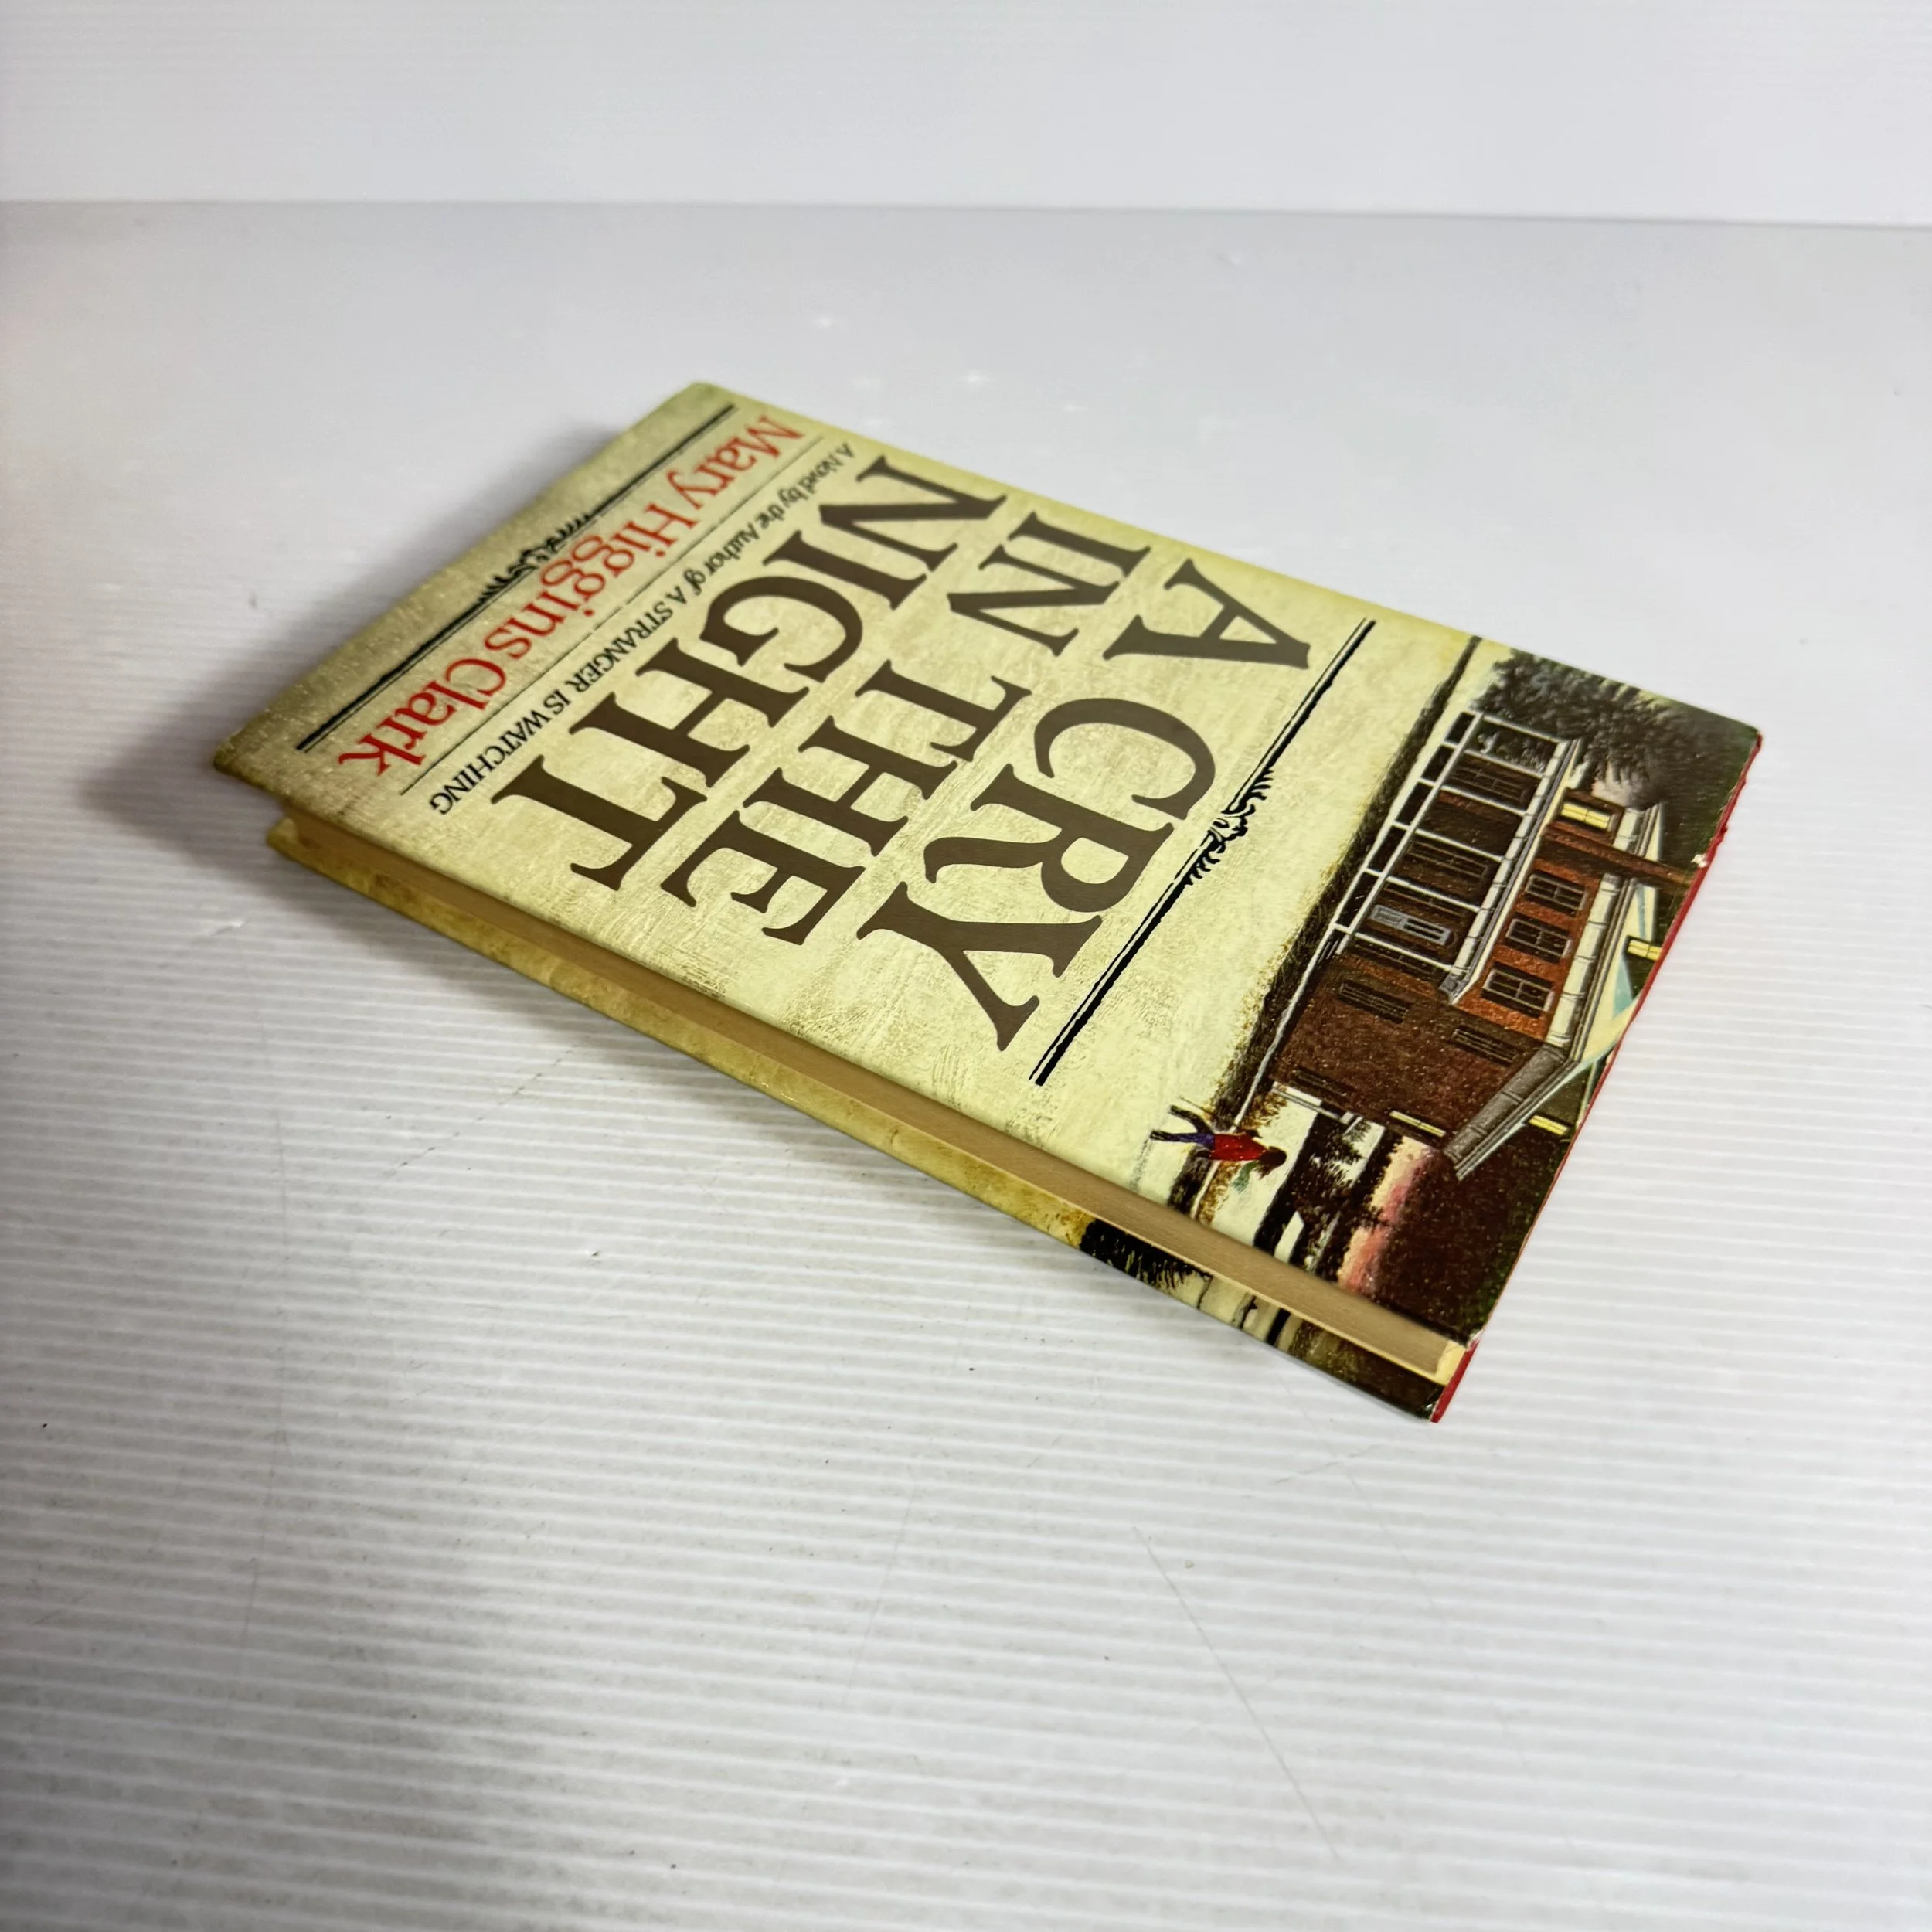 A CRY
IN THE
NIGHT
A Novel by the Author of A STRANGER IS WATCHING
Mary Higgins Clark